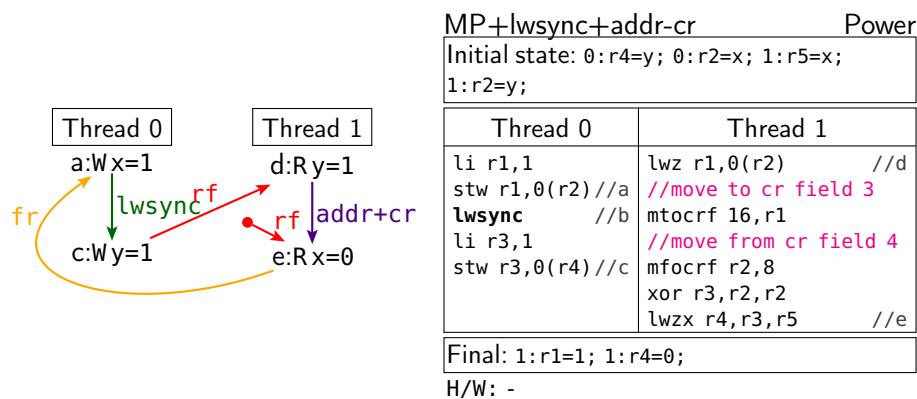 MP+lwsync+addr-cr Power
Initial state: 0:r4=y; 0:r2=x; 1:r5=x;
1:r2=y;
Thread 0 Thread 1
li r1,1 lwz r1,0(r2) //d
stw r1,0(r2)//a //move to cr field 3
lwsync //b mtocrf 16,r1
li r3,1 //move from cr field 4
stw r3,0(r4)//c mfocrf r2,8
xor r3,r2,r2
lwzx r4,r3,r5 //e
Final: 1:r1=1; 1:r4=0;
H/W: -
Thread 0 Thread 1
a:W x=1 d:R y=1
fr lwsync rf rf addr+cr
c:W y=1 e:R x=0